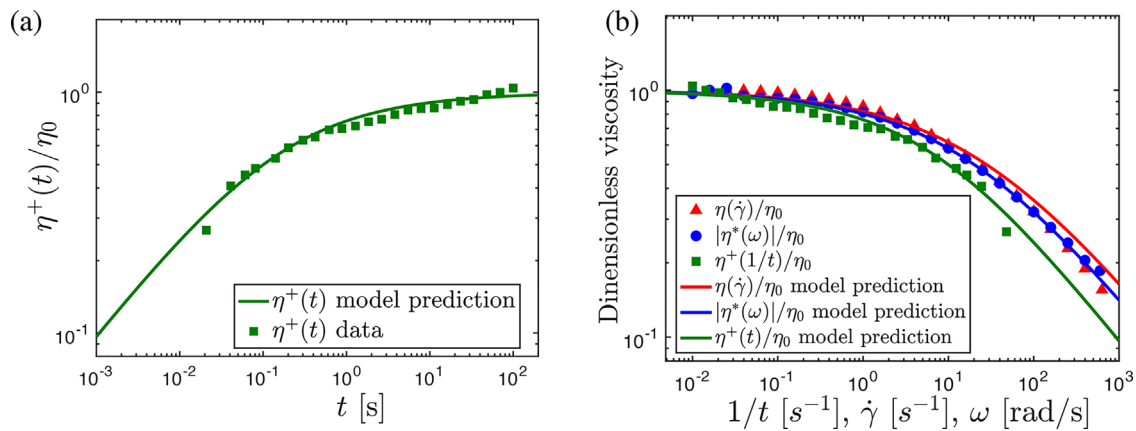 (a)
η⁺(t)/η₀
10⁰
10⁻¹
η⁺(t) model prediction
η⁺(t) data
10⁻³ 10⁻² 10⁻¹ 10⁰ 10¹ 10²
t [s]
(b)
Dinensionless viscosity
10⁰
10⁻¹
η(γ̇)/η₀
|η*(ω)|/η₀
η⁺(1/t)/η₀
η(γ̇)/η₀ model prediction
|η*(ω)|/η₀ model prediction
η⁺(t)/η₀ model prediction
10⁻² 10⁻¹ 10⁰ 10¹ 10² 10³
1/t [s⁻¹], γ̇ [s⁻¹], ω [rad/s]